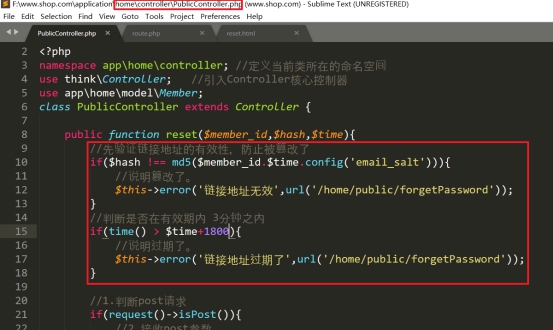 F:\www.shop.com\application\home\controller\PublicController.php (www.shop.com) - Sublime Text (UNREGISTERED)
File Edit Selection Find View Goto Tools Project Preferences Help
PublicController.php × route.php × reset.html ×
2 <?php
3 namespace app\home\controller; //定义当前类所在的命名空间
4 use think\Controller; //引入Controller核心控制器
5 use app\home\model\Member;
6 class PublicController extends Controller {
7
8 public function reset($member_id,$hash,$time){
9 //先验证链接地址的有效性，防止被篡改了
10 if($hash !== md5($member_id.$time.config('email_salt'))){
11 //说明篡改了。
12 $this->error('链接地址无效',url('/home/public/forgetPassword'));
13 }
14 //判断是否在有效期内 3分钟之内
15 if(time() > $time+1800){
16 //说明过期了。
17 $this->error('链接地址过期了',url('/home/public/forgetPassword'));
18 }
19
20 //1.判断post请求
21 if(request()->isPost()){
22 //2.接收post参数